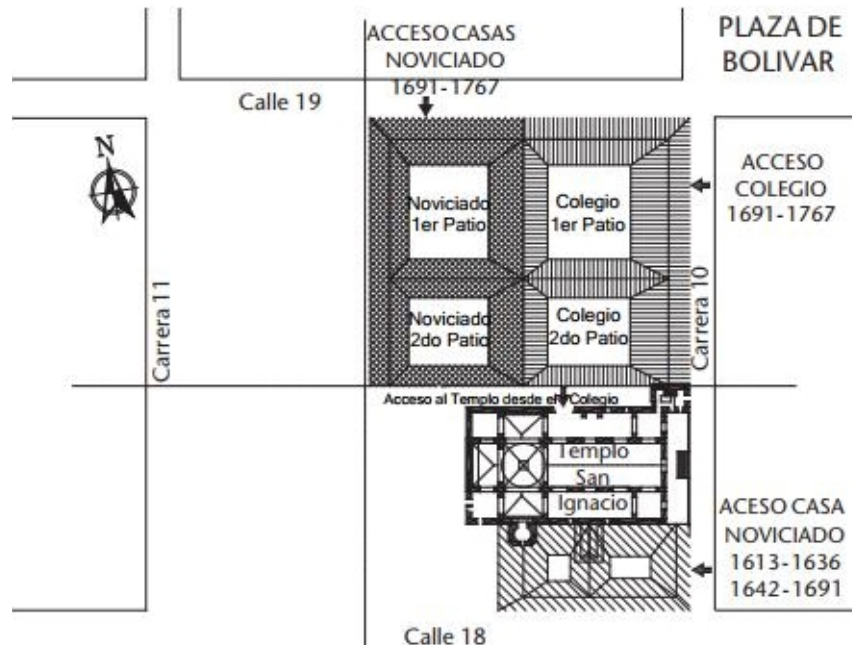 ACCESO CASAS
NOVICIADO
1691-1767
PLAZA DE
BOLIVAR
Calle 19
N
ACCESO
COLEGIO
1691-1767
Noviciado
1er Patio
Colegio
1er Patio
Carrera 11
Carrera 10
Noviciado
2do Patio
Colegio
2do Patio
Acceso al Templo desde el Colegio
Templo
San
Ignacio
ACESO CASA
NOVICIADO
1613-1636
1642-1691
Calle 18